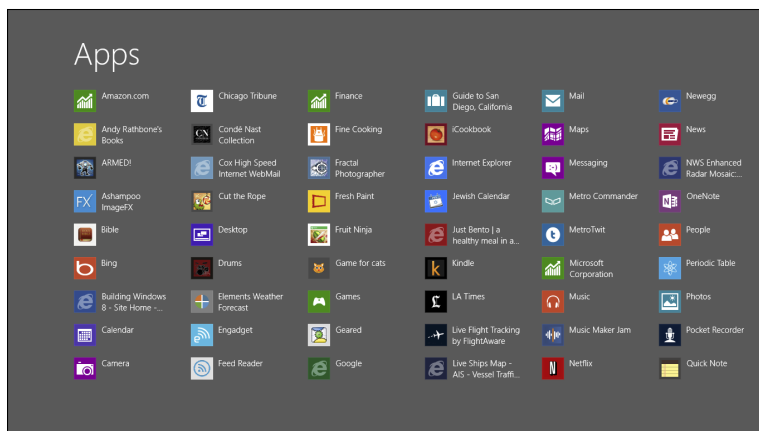 Apps
Amazon.com
Andy Rathbone's
Books
ARMED!
Ashampoo
ImageFX
Bible
Bing
Building Windows
8 - Site Home -...
Calendar
Camera
Chicago Tribune
Condé Nast
Collection
Cox High Speed
Internet WebMail
Cut the Rope
Desktop
Drums
Elements Weather
Forecast
Engadget
Feed Reader
Finance
Fine Cooking
Fractal
Photographer
Fresh Paint
Fruit Ninja
Game for cats
Games
Geared
Google
Guide to San
Diego, California
iCookbook
Internet Explorer
Jewish Calendar
Just Bento | a
healthy meal in a...
Kindle
LA Times
Live Flight Tracking
by FlightAware
Live Ships Map -
AIS - Vessel Traffi...
Mail
Maps
Messaging
Metro Commander
MetroTwit
Microsoft
Corporation
Music
Music Maker Jam
Netflix
Newegg
News
NWS Enhanced
Radar Mosaic:...
OneNote
People
Periodic Table
Photos
Pocket Recorder
Quick Note